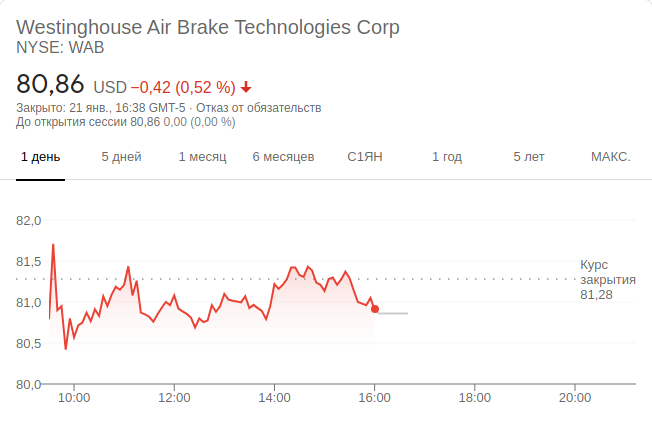 Westinghouse Air Brake Technologies Corp
NYSE: WAB
80,86 USD −0,42 (0,52 %)
Закрыто: 21 янв., 16:38 GMT-5 · Отказ от обязательств
До открытия сессии 80,86 0,00 (0,00 %)
1 день 5 дней 1 месяц 6 месяцев С1ЯН 1 год 5 лет МАКС.
82,0
81,5
81,0
80,5
80,0
Курс
закрытия
81,28
10:00 12:00 14:00 16:00 18:00 20:00